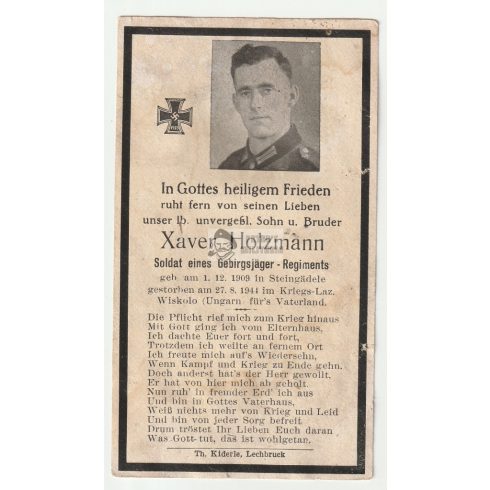 In Gottes heiligem Frieden
ruht fern von seinen Lieben
unser lb. unvergeßl. Sohn u. Bruder
Xaver Holzmann
Soldat eines Gebirgsjäger-Regiments
geb am 1. 12. 1909 in Steingädele
gestorben am 27. 8. 1944 im Kriegs-Laz.
Wiskolo (Ungarn für's Vaterland.
Die Pflicht rief mich zum Krieg hinaus
Mit Gott ging ich vom Elternhaus.
Ich dachte Euer fort und fort,
Trotzdem ich weilte an fernem Ort
Ich freute mich auf's Wiedersehn,
Wenn Kampf und Krieg zu Ende gehn.
Doch anderst hat's der Herr gewollt.
Er hat von hier mich ab geholt.
Nun ruh' in fremder Erd' ich aus
Und bin in Gottes Vaterhaus.
Weiß nichts mehr von Krieg und Leid
Und bin von jeder Sorg befreit
Drum tröstet Ihr Lieben Euch daran
Was Gott tut, das ist wohlgetan.
Th. Kiderle, Lechbruck